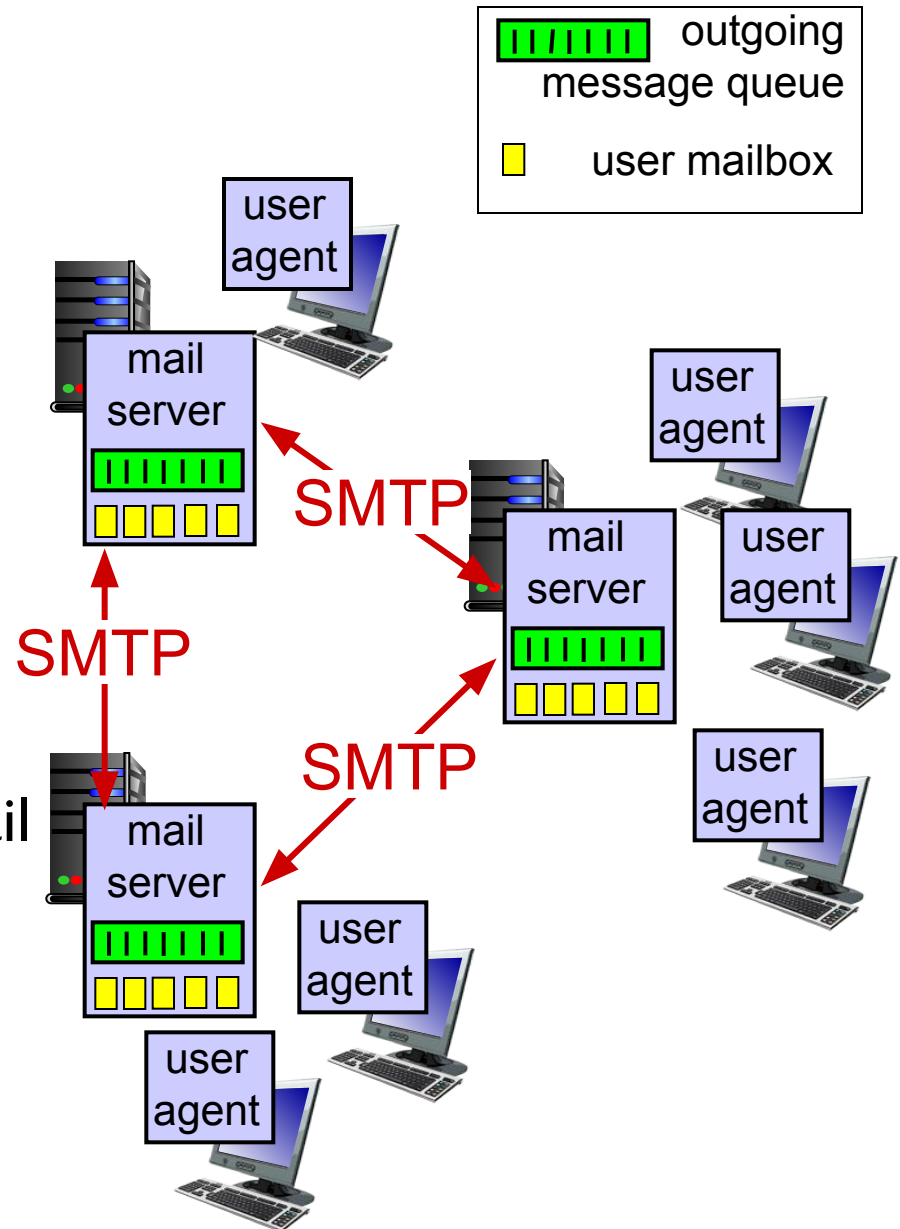 outgoing
message queue
user mailbox
user
agent
mail
server
user
agent
SMTP
mail
server
user
agent
SMTP
SMTP
user
agent
il
mail
server
user
agent
user
agent